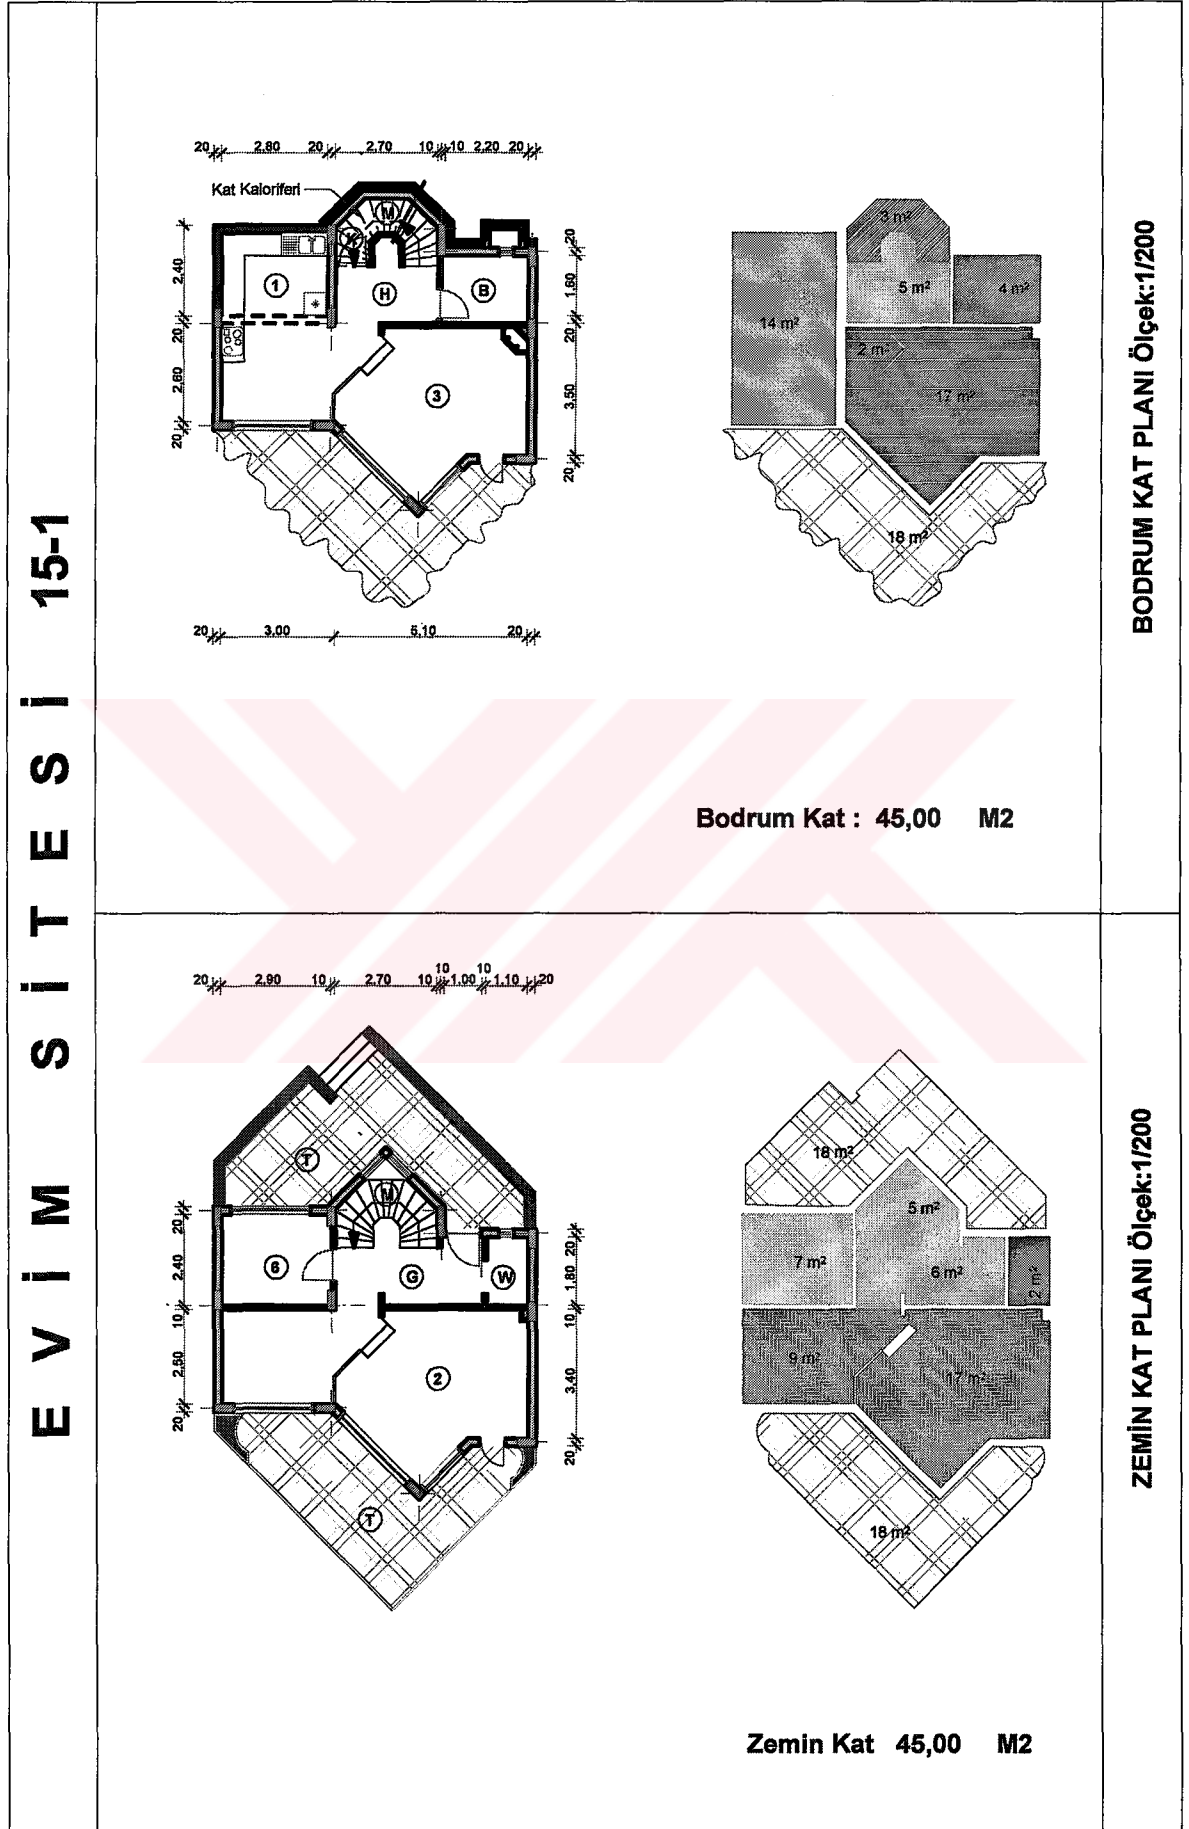 EVİM SİTESİ 15-1
BODRUM KAT PLANI Ölçek:1/200
20 2.80 20 2.70 10 10 2.20 20
Kat Kaloriferi
M
K
1
H
B
3
2.40
20
2.60
20
20
1.60
20
3.50
20
20 3.00 5.10 20
3 m²
5 m²
4 m²
14 m²
2 m²
17 m²
18 m²
Bodrum Kat : 45,00 M2
ZEMİN KAT PLANI Ölçek:1/200
20 2.90 10 2.70 10 10 1.00 10 1.10 20
T
M
6
G
W
2
T
20
2.40
10
2.50
20
20
1.80
10
3.40
20
18 m²
5 m²
7 m²
6 m²
2 m²
9 m²
17 m²
18 m²
Zemin Kat 45,00 M2